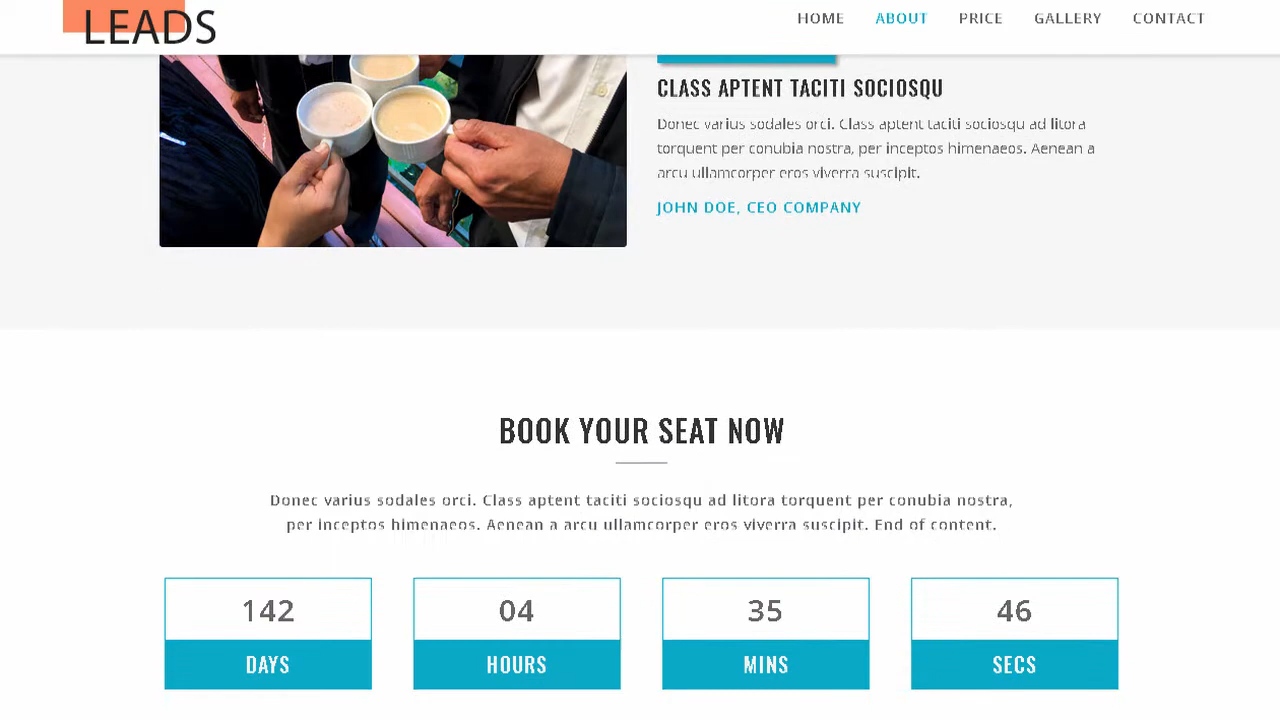 LEADS
HOME ABOUT PRICE GALLERY CONTACT
CLASS APTENT TACITI SOCIOSQU
Donec varius sodales orci. Class aptent taciti sociosqu ad litora
torquent per conubia nostra, per inceptos himenaeos. Aenean a
arcu ullamcorper eros viverra suscipit.
JOHN DOE, CEO COMPANY
BOOK YOUR SEAT NOW
Donec varius sodales orci. Class aptent taciti sociosqu ad litora torquent per conubia nostra,
per inceptos himenaeos. Aenean a arcu ullamcorper eros viverra suscipit. End of content.
142 04 35 46
DAYS HOURS MINS SECS